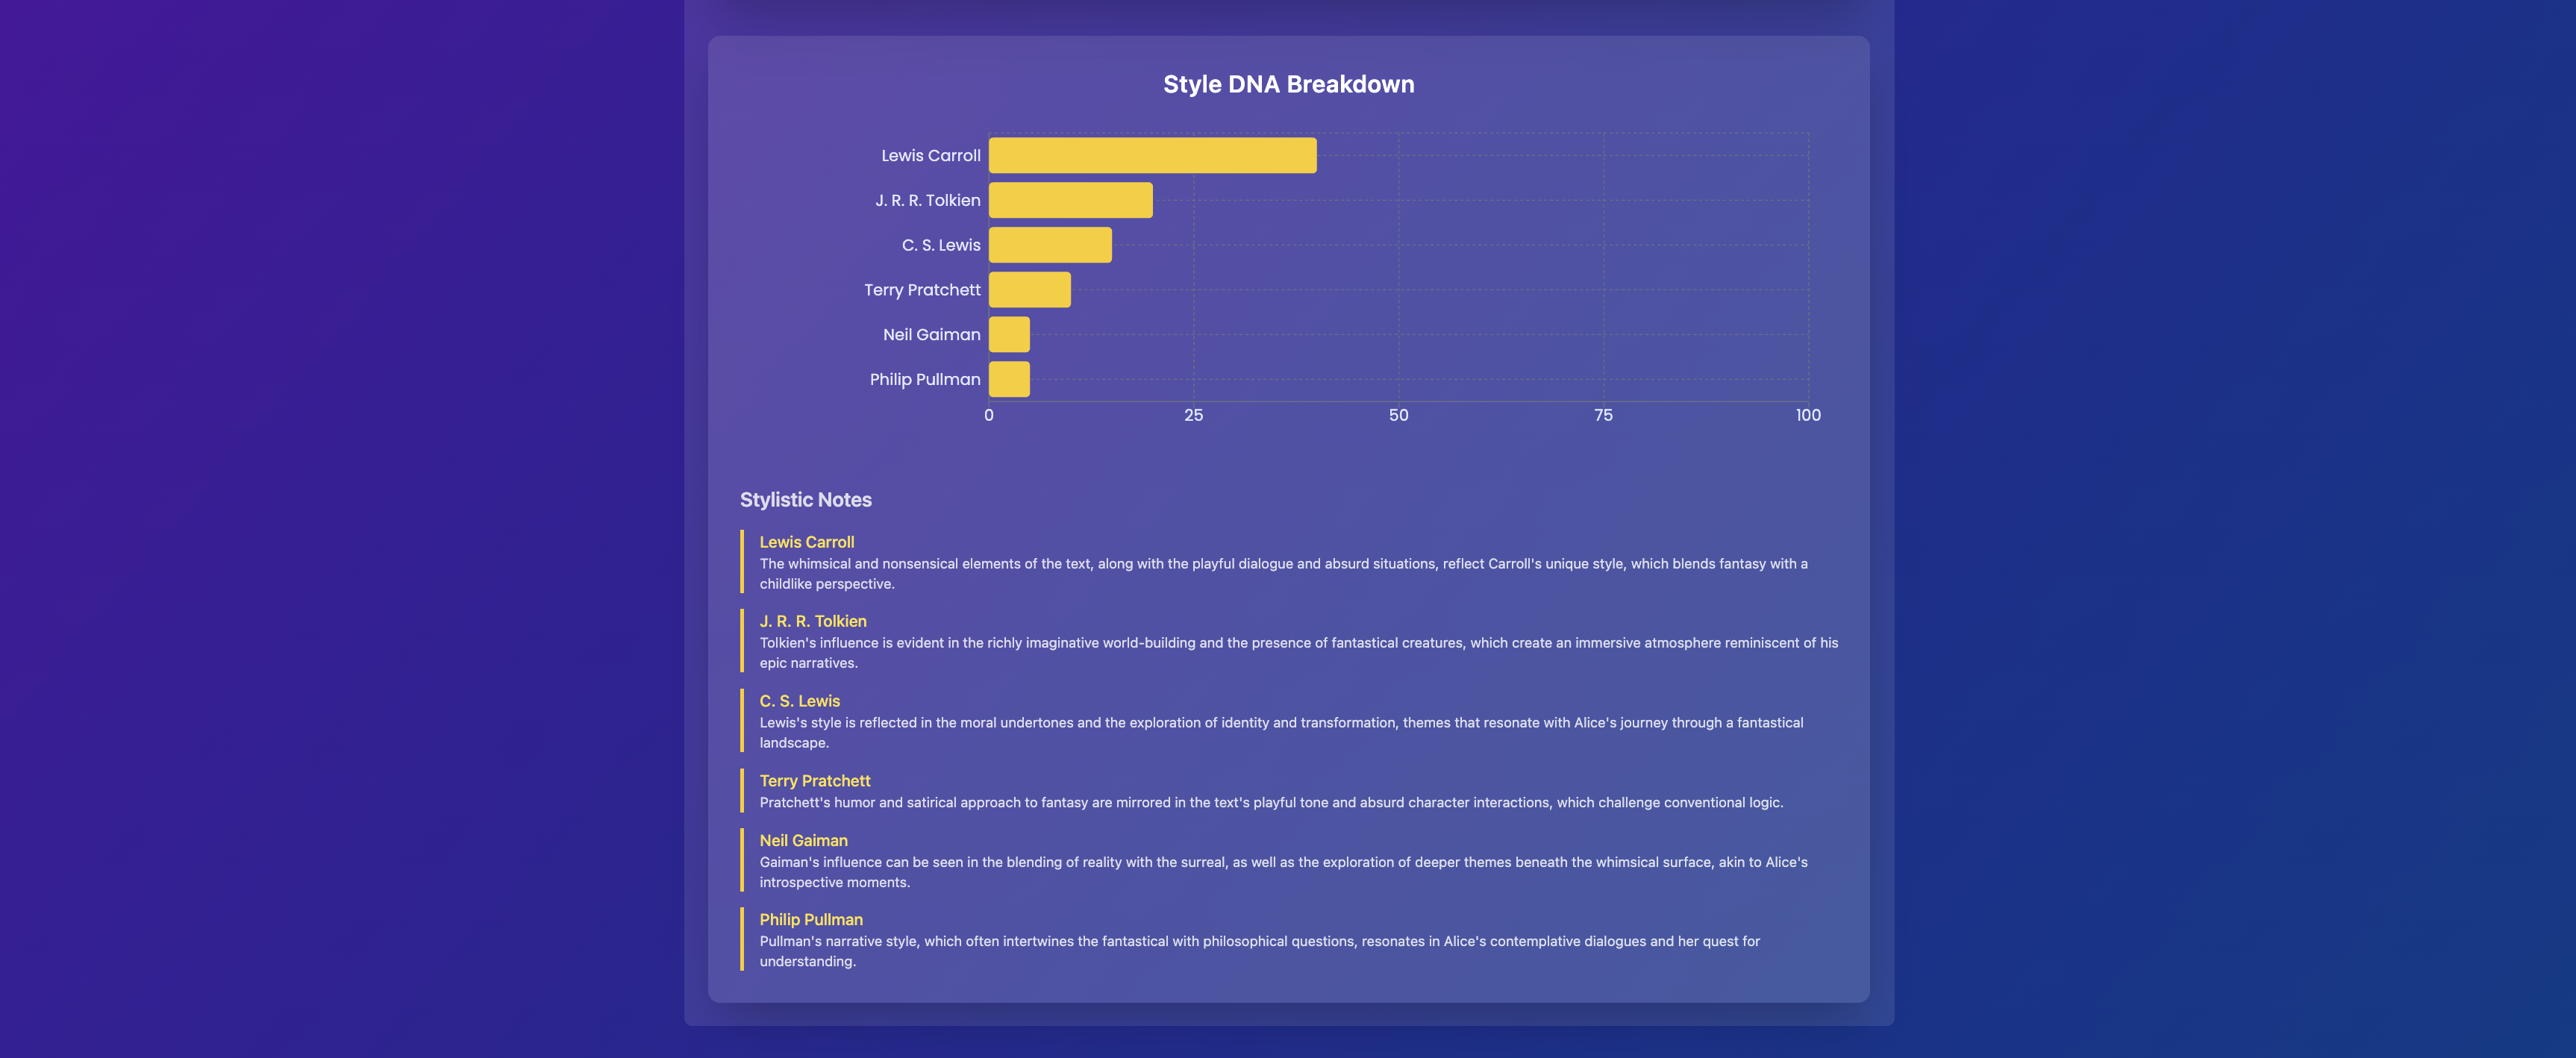 Style DNA Breakdown
Lewis Carroll
J. R. R. Tolkien
C. S. Lewis
Terry Pratchett
Neil Gaiman
Philip Pullman
0 25 50 75 100
Stylistic Notes
Lewis Carroll
The whimsical and nonsensical elements of the text, along with the playful dialogue and absurd situations, reflect Carroll's unique style, which blends fantasy with a
childlike perspective.
J. R. R. Tolkien
Tolkien's influence is evident in the richly imaginative world-building and the presence of fantastical creatures, which create an immersive atmosphere reminiscent of his
epic narratives.
C. S. Lewis
Lewis's style is reflected in the moral undertones and the exploration of identity and transformation, themes that resonate with Alice's journey through a fantastical
landscape.
Terry Pratchett
Pratchett's humor and satirical approach to fantasy are mirrored in the text's playful tone and absurd character interactions, which challenge conventional logic.
Neil Gaiman
Gaiman's influence can be seen in the blending of reality with the surreal, as well as the exploration of deeper themes beneath the whimsical surface, akin to Alice's
introspective moments.
Philip Pullman
Pullman's narrative style, which often intertwines the fantastical with philosophical questions, resonates in Alice's contemplative dialogues and her quest for
understanding.